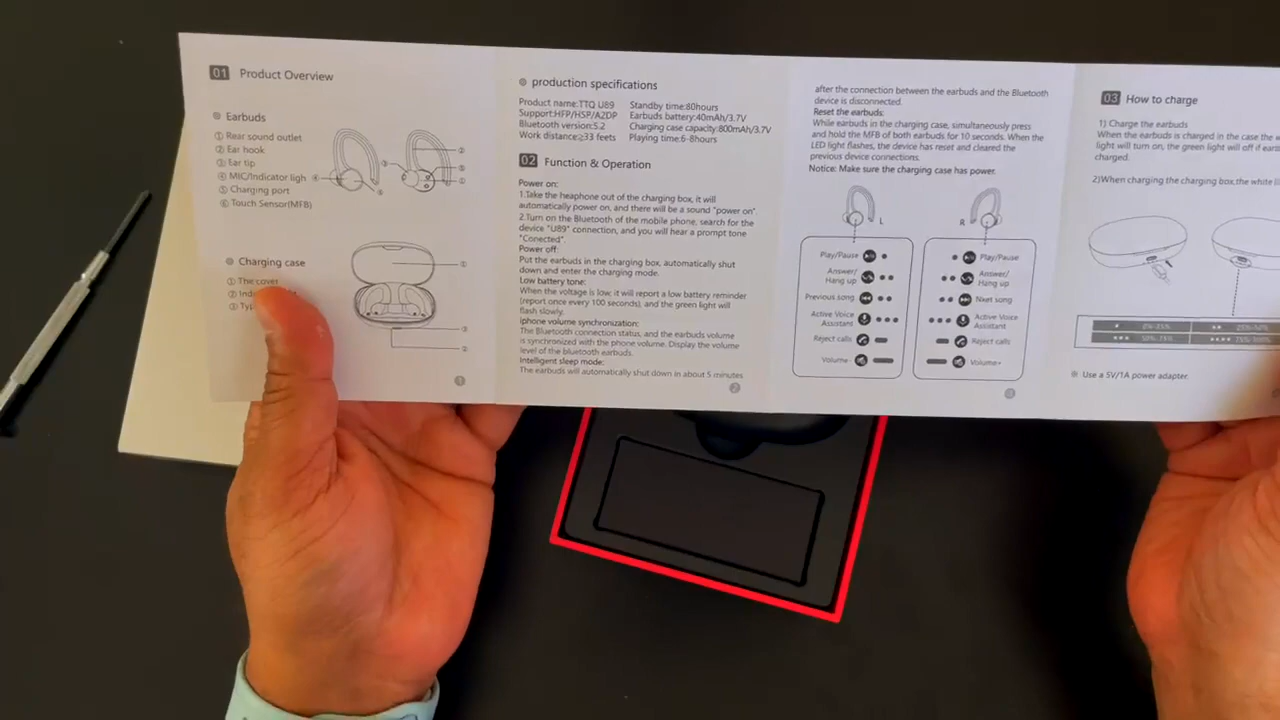 01 Product Overview
Earbuds
① Rear sound outlet
② Ear hook
③ Ear tip
④ MIC/Indicator ligh
⑤ Charging port
⑥ Touch Sensor(MFB)
Charging case
① The cover
②
③
①
production specifications
Product name:TTQ U89 Standby time:80hours
Support:HFP/HSP/A2DP Earbuds battery:40mAh/3.7V
Bluetooth version:5.2 Charging case capacity:800mAh/3.7V
Work distance≥33 feets Playing time:6-8hours
02 Function & Operation
Power on:
1.Take the heaphone out of the charging box, it will
automatically power on, and there will be a sound "power on".
2.Turn on the Bluetooth of the mobile phone, search for the
device "U89" connection, and you will hear a prompt tone
"Conected".
Power off:
Put the earbuds in the charging box, automatically shut
down and enter the charging mode.
Low battery tone:
When the voltage is low, it will report a low battery reminder
(report once every 100 seconds), and the green light will
flash slowly.
Iphone volume synchronization:
The Bluetooth connection status, and the earbuds volume
is synchronized with the phone volume. Display the volume
level of the bluetooth earbuds.
Intelligent sleep mode:
The earbuds will automatically shut down in about 5 minutes
2
after the connection between the earbuds and the Bluetooth
device is disconnected.
Reset the earbuds:
While earbuds in the charging case, simultaneously press
and hold the MFB of both earbuds for 10 seconds. When the
LED light flashes, the device has reset and cleared the
previous device connections.
Notice: Make sure the charging case has power.
L
Play/Pause
Answer/
Hang up
Previous song
Active Voice
Assistant
Reject calls
Volume-
R
Play/Pause
Answer/
Hang up
Nxet song
Active Voice
Assistant
Reject calls
Volume+
3
03 How to charge
1) Charge the earbuds
When the earbuds is charged in the case the
light will turn on, the green light will off if
charged.
2)When charging the charging box,the white
0%-25% 25%-50%
50%-75% 75%-100%
※ Use a 5V/1A power adapter.